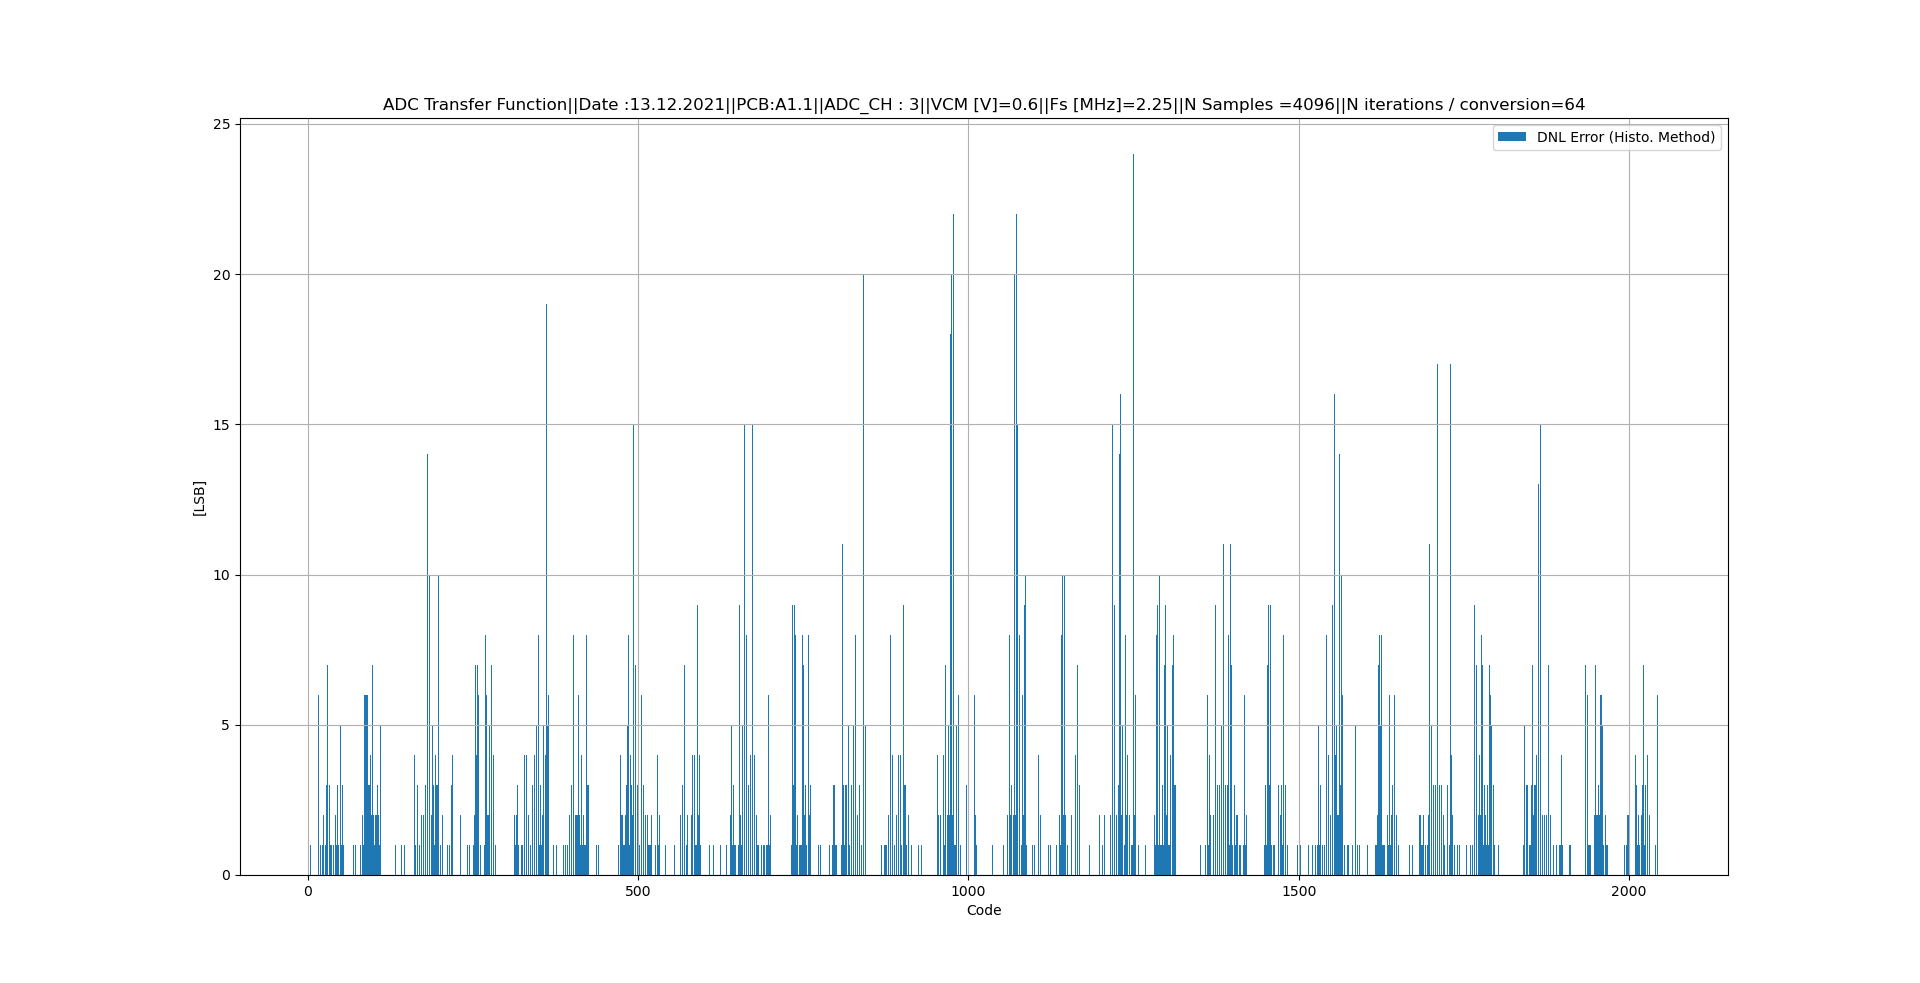 ADC Transfer Function||Date :13.12.2021||PCB:A1.1||ADC_CH : 3||VCM [V]=0.6||Fs [MHz]=2.25||N Samples =4096||N iterations / conversion=64
DNL Error (Histo. Method)
25
20
15
10
5
0
[LSB]
0 500 1000 1500 2000
Code